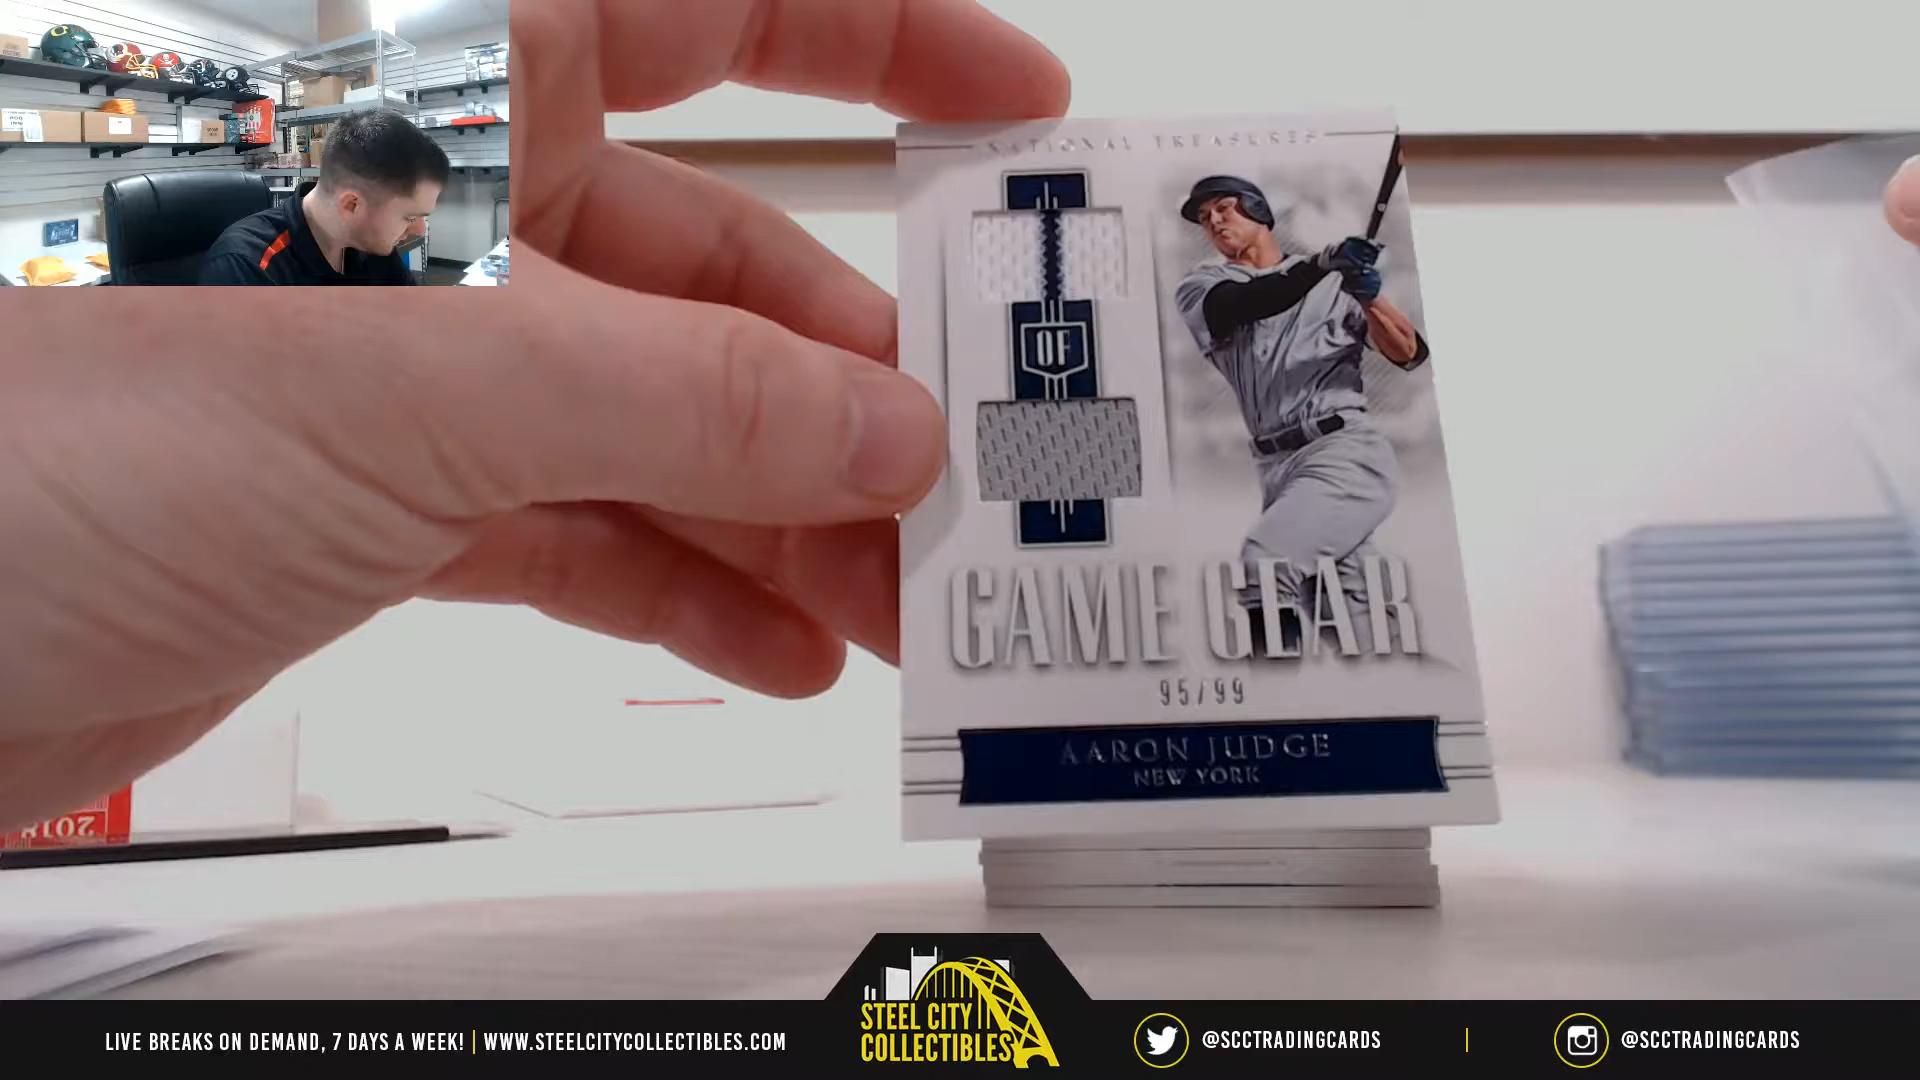 NATIONAL TREASURES
OF
GAME GEAR
95/99
AARON JUDGE
NEW YORK
2018
LIVE BREAKS ON DEMAND, 7 DAYS A WEEK! | WWW.STEELCITYCOLLECTIBLES.COM
STEEL CITY
COLLECTIBLES
@SCCTRADINGCARDS
@SCCTRADINGCARDS